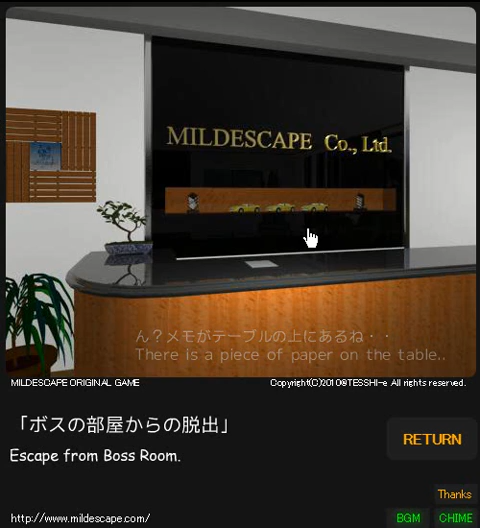 MILDESCAPE Co., Ltd.
ん？メモがテーブルの上にあるね・・
There is a piece of paper on the table..
MILDESCAPE ORIGINAL GAME
Copyright(C)2010@TESSHI-e All rights reserved.
「ボスの部屋からの脱出」
Escape from Boss Room.
RETURN
Thanks
http://www.mildescape.com/
BGM
CHIME